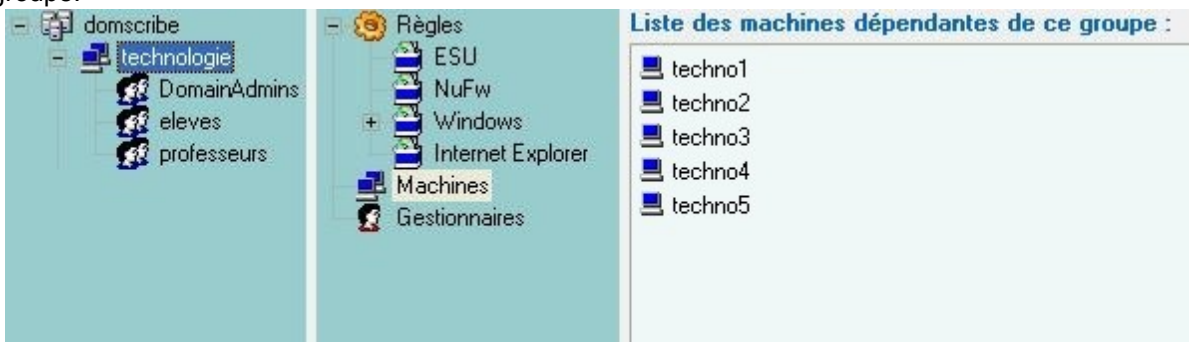 groupe.
domscribe
technologie
DomainAdmins
eleves
professeurs
Règles
ESU
NuFw
Windows
Internet Explorer
Machines
Gestionnaires
Liste des machines dépendantes de ce groupe :
techno1
techno2
techno3
techno4
techno5